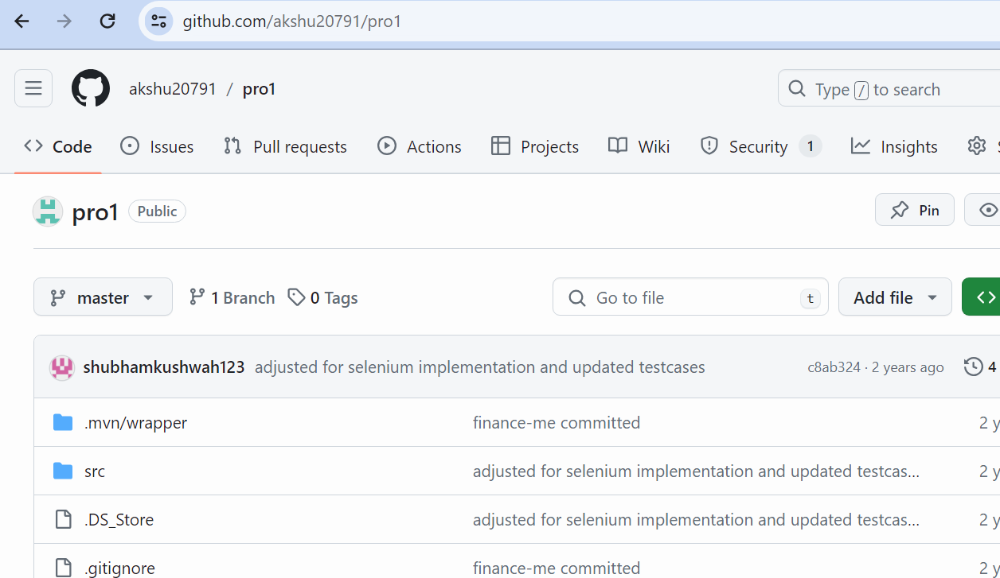 github.com/akshu20791/pro1
akshu20791 / pro1
Type / to search
Code Issues Pull requests Actions Projects Wiki Security 1 Insights
pro1 Public Pin
master 1 Branch 0 Tags Go to file t Add file
shubhamkushwah123 adjusted for selenium implementation and updated testcases c8ab324 · 2 years ago 4
.mvn/wrapper finance-me committed 2 y
src adjusted for selenium implementation and updated testcas… 2 y
.DS_Store adjusted for selenium implementation and updated testcas… 2 y
.gitignore finance-me committed 2 y